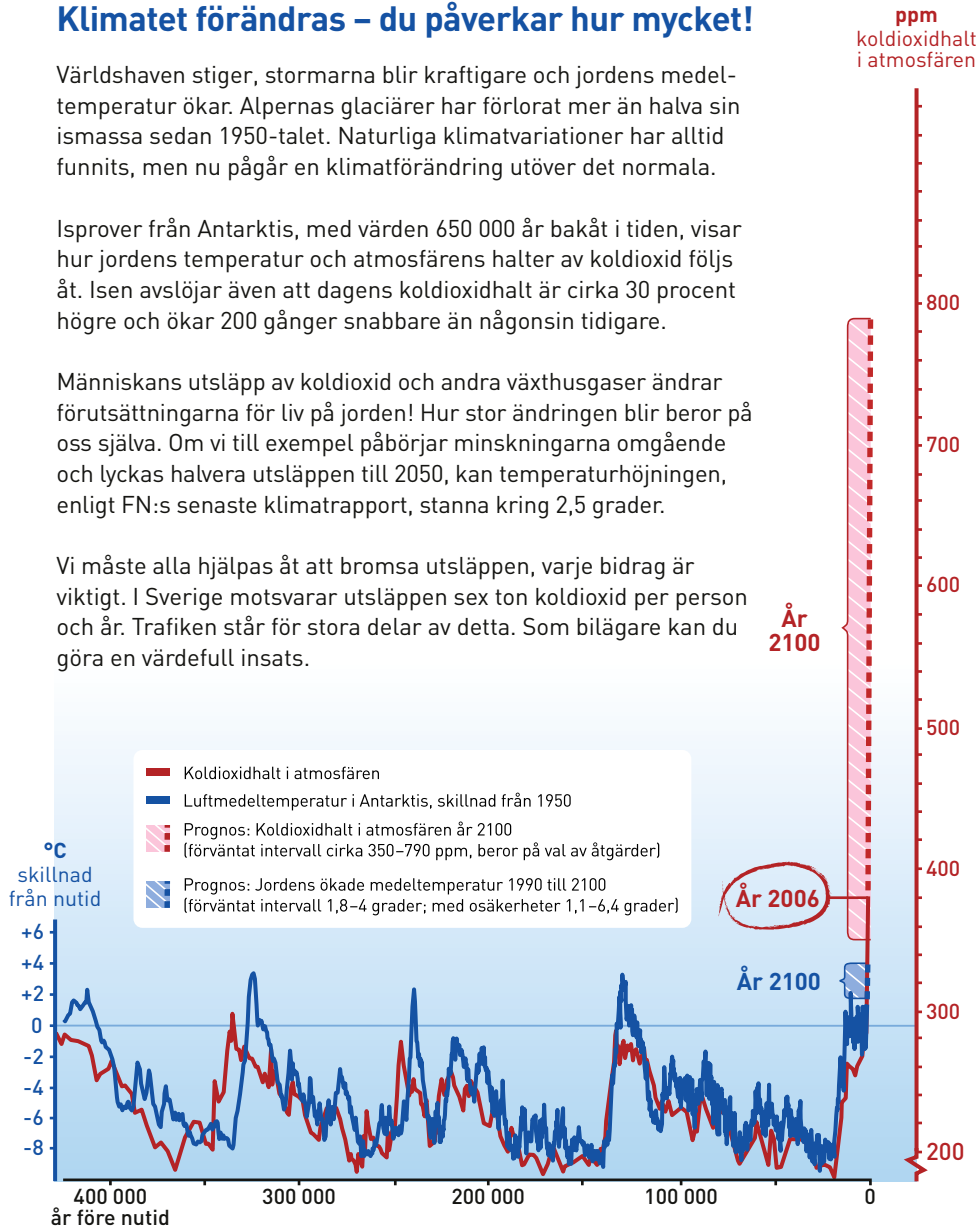 Klimatet förändras – du påverkar hur mycket!
Världshaven stiger, stormarna blir kraftigare och jordens medel-
temperatur ökar. Alpernas glaciärer har förlorat mer än halva sin
ismassa sedan 1950-talet. Naturliga klimatvariationer har alltid
funnits, men nu pågår en klimatförändring utöver det normala.
Isprover från Antarktis, med värden 650 000 år bakåt i tiden, visar
hur jordens temperatur och atmosfärens halter av koldioxid följs
åt. Isen avslöjar även att dagens koldioxidhalt är cirka 30 procent
högre och ökar 200 gånger snabbare än någonsin tidigare.
Människans utsläpp av koldioxid och andra växthusgaser ändrar
förutsättningarna för liv på jorden! Hur stor ändringen blir beror på
oss själva. Om vi till exempel påbörjar minskningarna omgående
och lyckas halvera utsläppen till 2050, kan temperaturhöjningen,
enligt FN:s senaste klimatrapport, stanna kring 2,5 grader.
Vi måste alla hjälpas åt att bromsa utsläppen, varje bidrag är
viktigt. I Sverige motsvarar utsläppen sex ton koldioxid per person
och år. Trafiken står för stora delar av detta. Som bilägare kan du
göra en värdefull insats.
ppm
koldioxidhalt
i atmosfären
800
700
600
500
400
300
200
År
2100
År 2006
År 2100
Koldioxidhalt i atmosfären
Luftmedeltemperatur i Antarktis, skillnad från 1950
Prognos: Koldioxidhalt i atmosfären år 2100
(förväntat intervall cirka 350–790 ppm, beror på val av åtgärder)
Prognos: Jordens ökade medeltemperatur 1990 till 2100
(förväntat intervall 1,8–4 grader; med osäkerheter 1,1–6,4 grader)
°C
skillnad
från nutid
+6
+4
+2
0
-2
-4
-6
-8
400 000
300 000
200 000
100 000
0
år före nutid